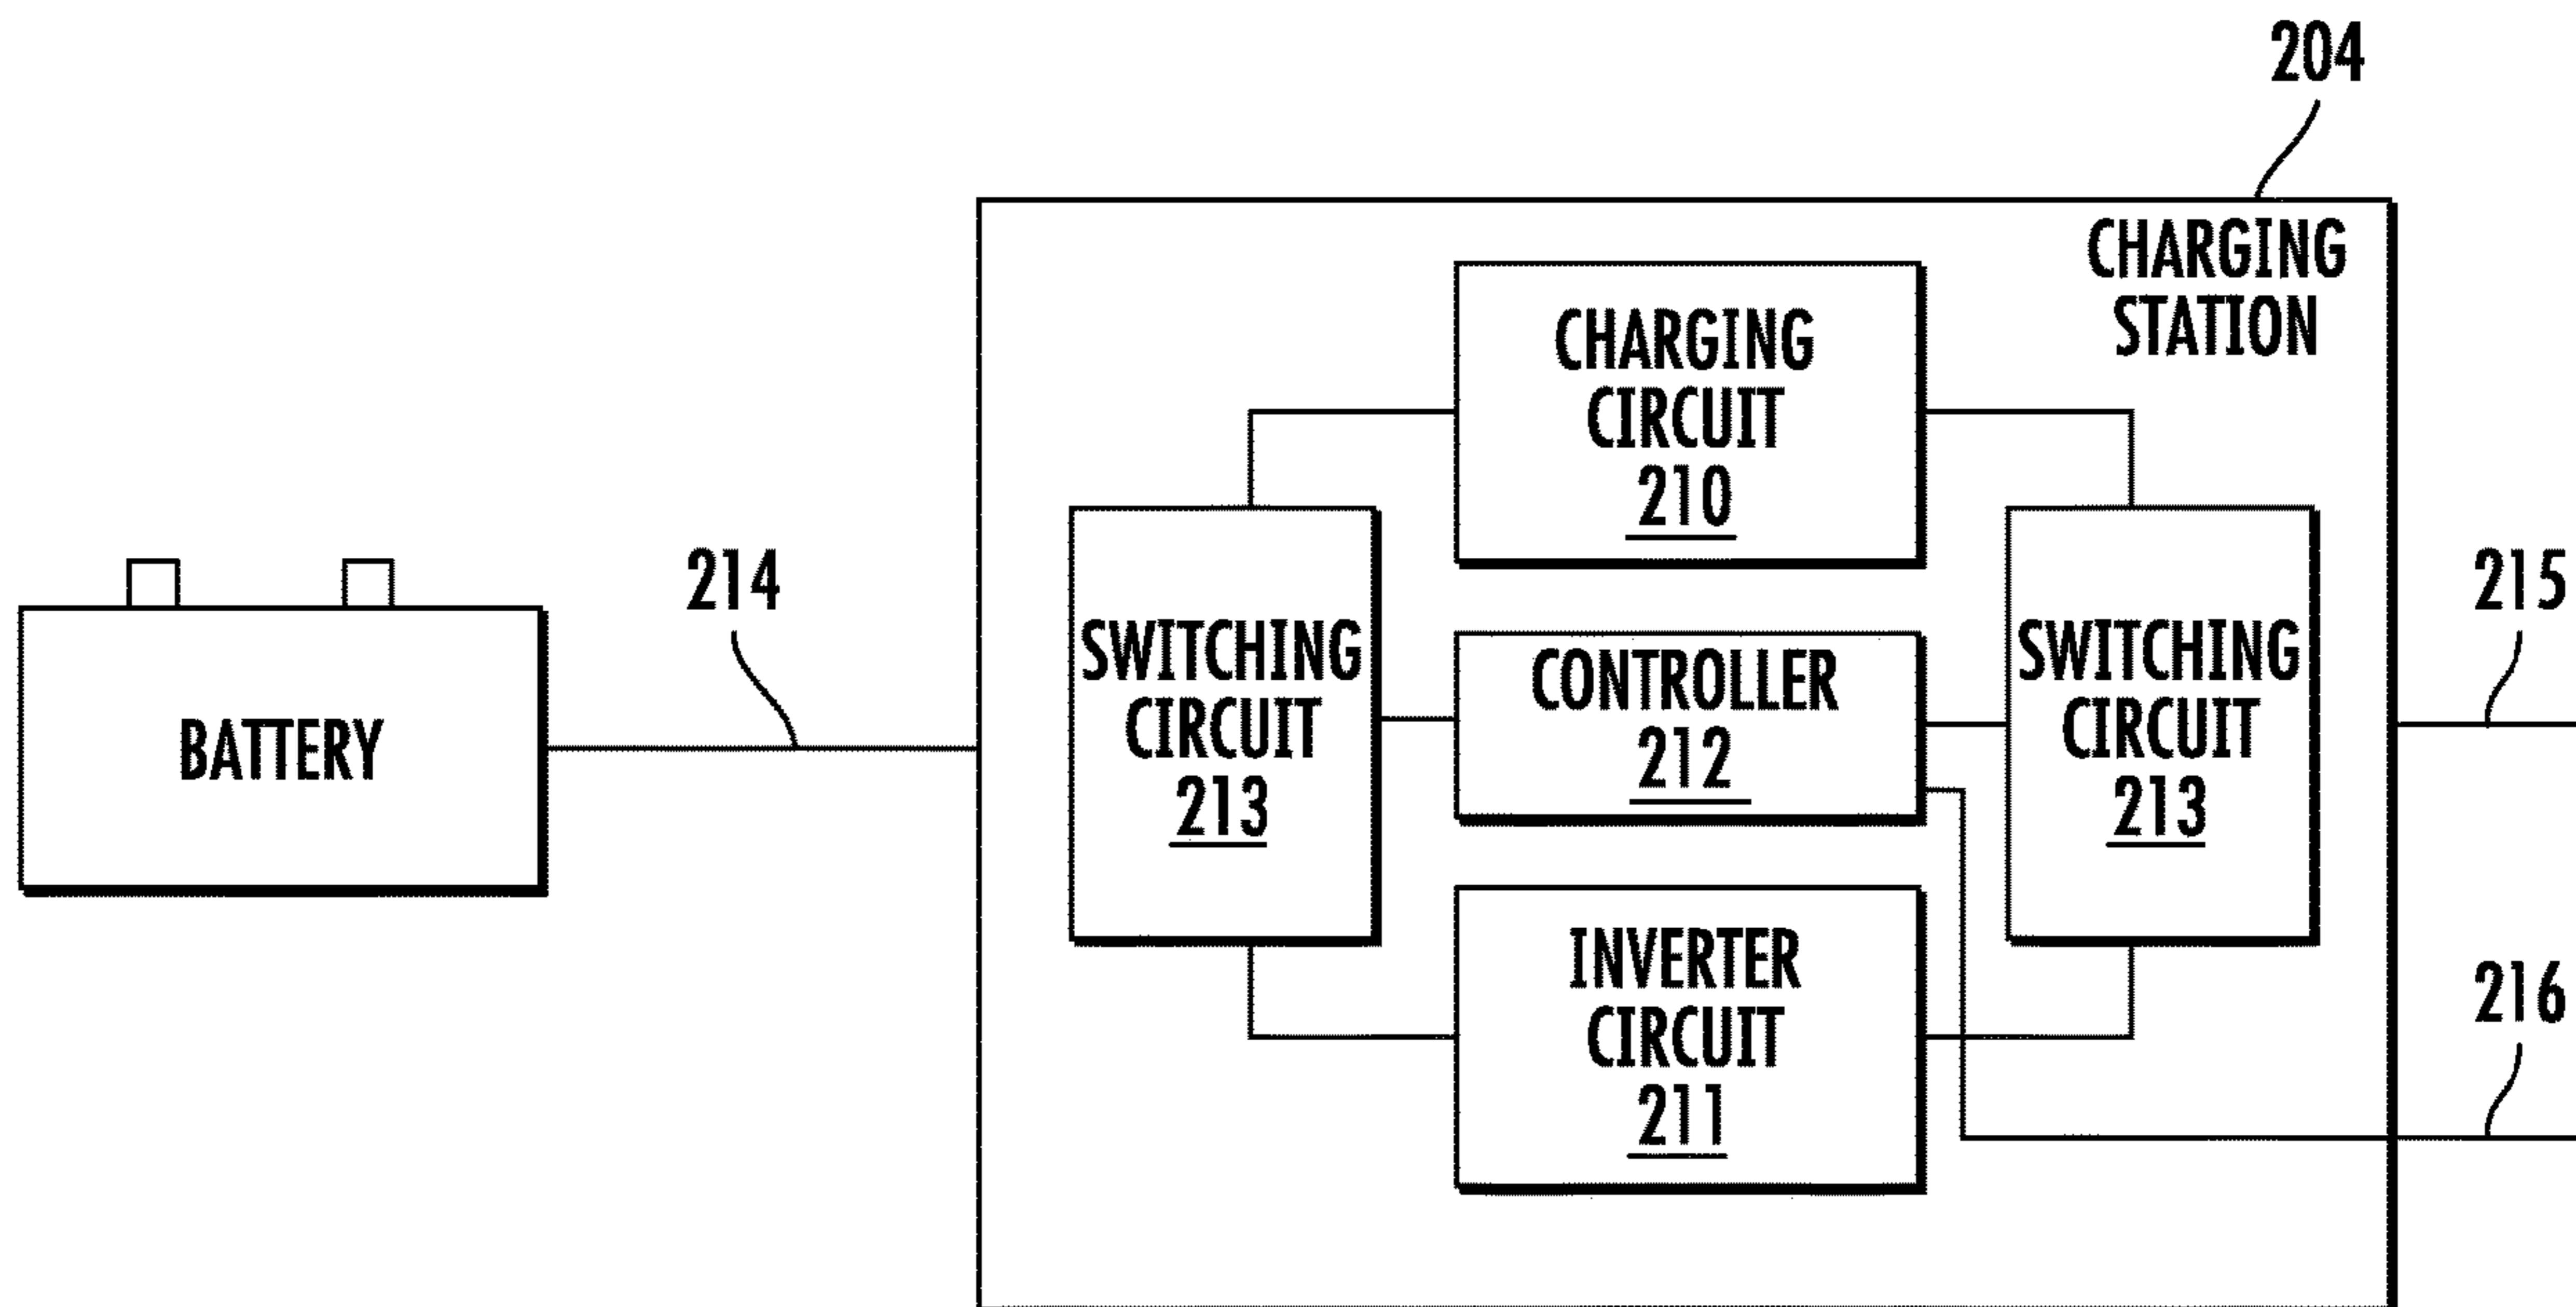 204
CHARGING
STATION
CHARGING
CIRCUIT
210
214
215
SWITCHING
CIRCUIT
213
CONTROLLER
212
SWITCHING
CIRCUIT
213
BATTERY
INVERTER
CIRCUIT
211
216